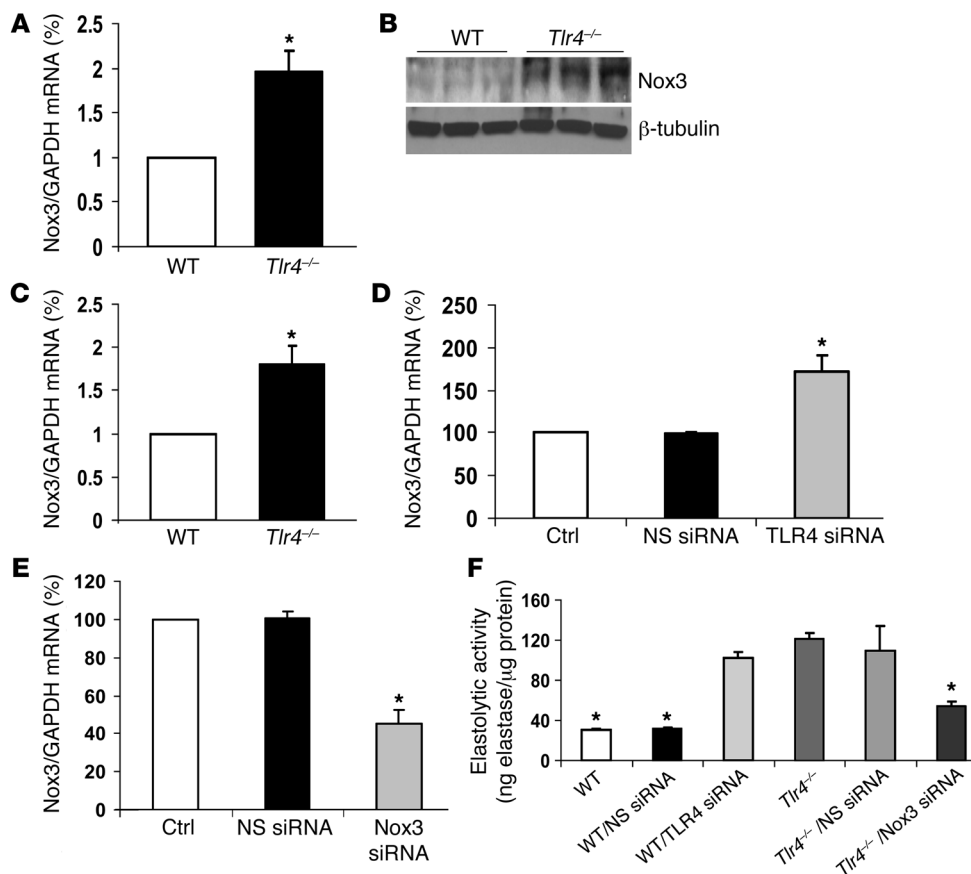 A
Nox3/GAPDH mRNA (%)
2.5
2
1.5
1
0.5
0
*
WT
Tlr4–/–
B
WT
Tlr4–/–
Nox3
β-tubulin
C
Nox3/GAPDH mRNA (%)
2.5
2
1.5
1
0.5
0
*
WT
Tlr4–/–
D
Nox3/GAPDH mRNA (%)
250
200
150
100
50
0
*
Ctrl
NS siRNA
TLR4 siRNA
E
Nox3/GAPDH mRNA (%)
120
100
80
60
40
20
0
*
Ctrl
NS siRNA
Nox3
siRNA
F
Elastolytic activity
(ng elastase/μg protein)
160
120
80
40
0
*
*
*
WT
WT/NS siRNA
WT/TLR4 siRNA
Tlr4–/–
Tlr4–/– /NS siRNA
Tlr4–/– /Nox3 siRNA